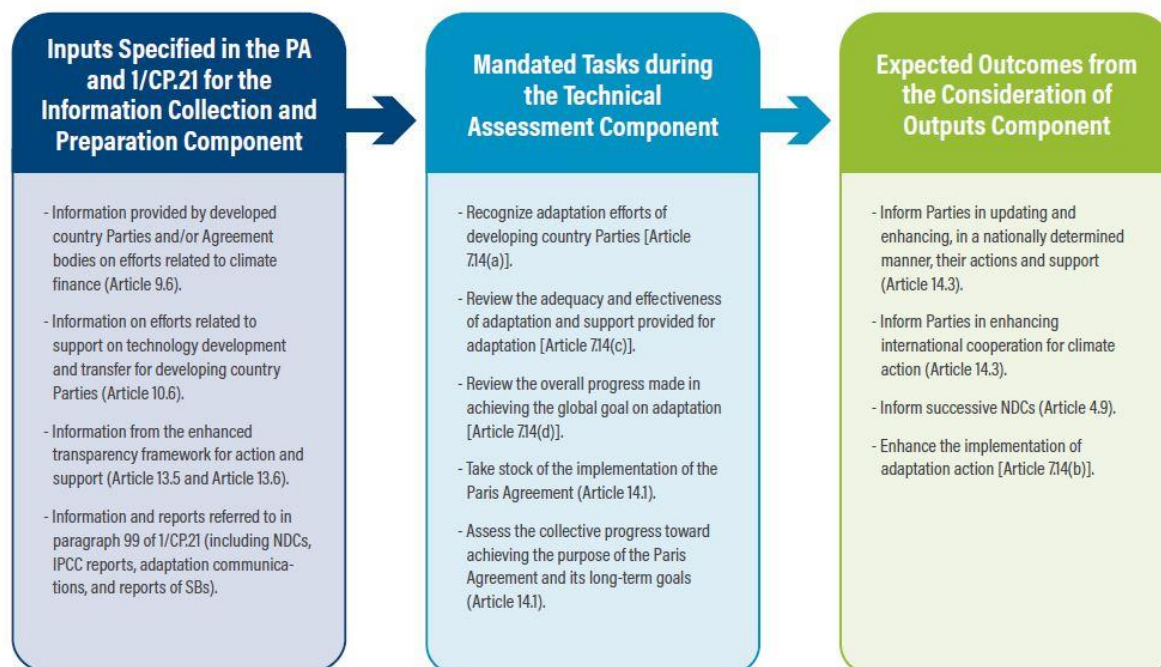 Inputs Specified in the PA
and 1/CP.21 for the
Information Collection and
Preparation Component
- Information provided by developed
country Parties and/or Agreement
bodies on efforts related to climate
finance (Article 9.6).
- Information on efforts related to
support on technology development
and transfer for developing country
Parties (Article 10.6).
- Information from the enhanced
transparency framework for action and
support (Article 13.5 and Article 13.6).
- Information and reports referred to in
paragraph 99 of 1/CP.21 (including NDCs,
IPCC reports, adaptation communica-
tions, and reports of SBs).
Mandated Tasks during
the Technical
Assessment Component
- Recognize adaptation efforts of
developing country Parties [Article
7.14(a)].
- Review the adequacy and effectiveness
of adaptation and support provided for
adaptation [Article 7.14(c)].
- Review the overall progress made in
achieving the global goal on adaptation
[Article 7.14(d)].
- Take stock of the implementation of the
Paris Agreement (Article 14.1).
- Assess the collective progress toward
achieving the purpose of the Paris
Agreement and its long-term goals
(Article 14.1).
Expected Outcomes from
the Consideration of
Outputs Component
- Inform Parties in updating and
enhancing, in a nationally determined
manner, their actions and support
(Article 14.3).
- Inform Parties in enhancing
international cooperation for climate
action (Article 14.3).
- Inform successive NDCs (Article 4.9).
- Enhance the implementation of
adaptation action [Article 7.14(b)].